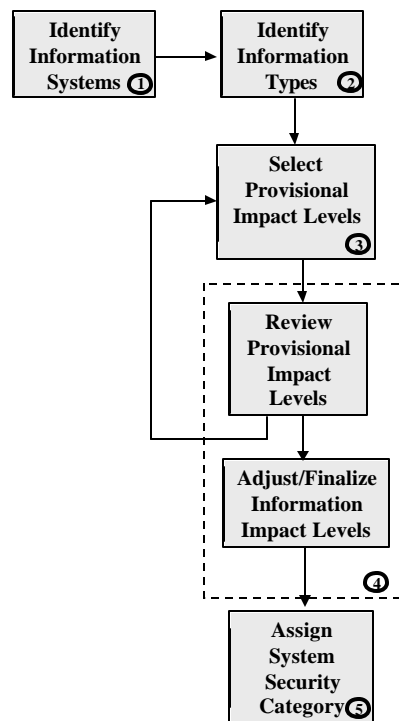 Identify
Information
Systems 1
Identify
Information
Types 2
Select
Provisional
Impact Levels
3
Review
Provisional
Impact
Levels
Adjust/Finalize
Information
Impact Levels
4
Assign
System
Security
Category 5